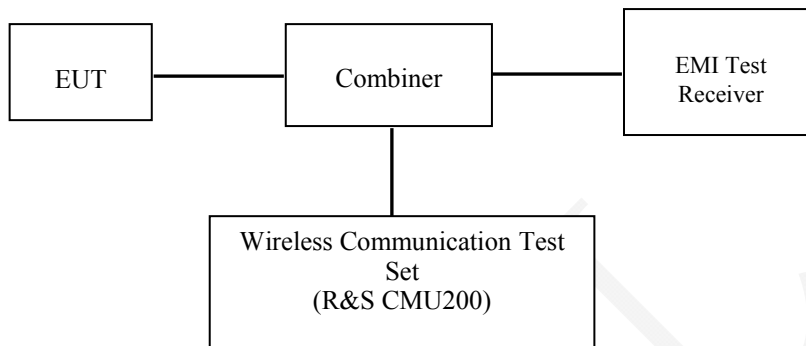 EUT
Combiner
EMI Test
Receiver
Wireless Communication Test
Set
(R&S CMU200)